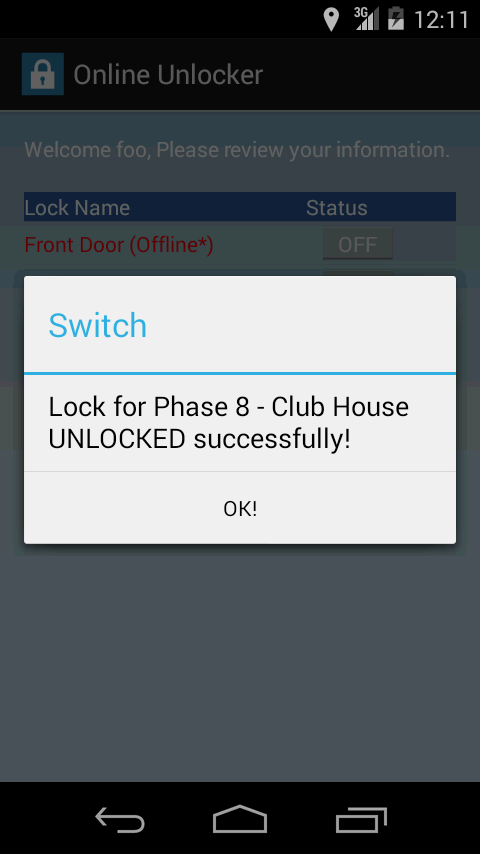 3G 12:11
Online Unlocker
Welcome foo, Please review your information.
Lock Name Status
Front Door (Offline*) OFF
Switch
Lock for Phase 8 - Club House
UNLOCKED successfully!
OK!